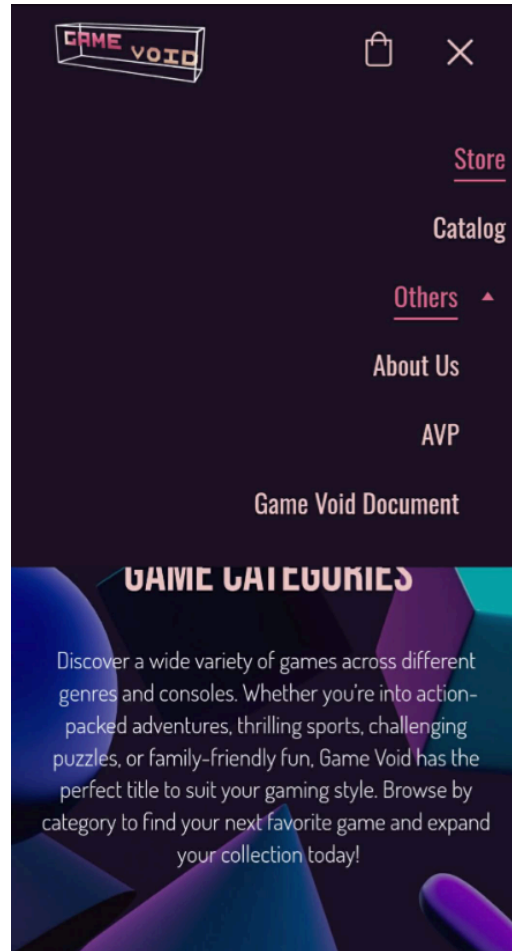 GAME VOID
Store
Catalog
Others
About Us
AVP
Game Void Document
GAME CATEGORIES
Discover a wide variety of games across different
genres and consoles. Whether you're into action-
packed adventures, thrilling sports, challenging
puzzles, or family-friendly fun, Game Void has the
perfect title to suit your gaming style. Browse by
category to find your next favorite game and expand
your collection today!